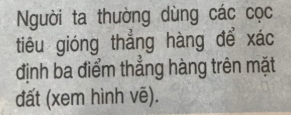 Người ta thường dùng các cọc
tiêu gióng thẳng hàng để xác
định ba điểm thẳng hàng trên mặt
đất (xem hình vẽ).